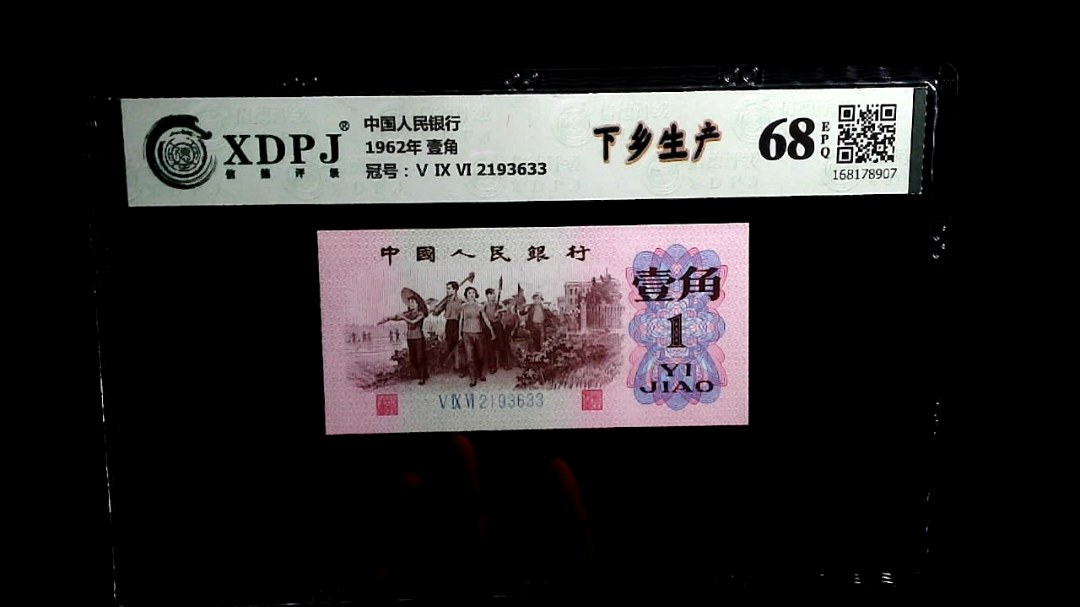 XDPJ®
信德评级
中国人民银行
1962年 壹角
冠号：V IX VI 2193633
下乡生产
68
EPQ
168178907
中國人民銀行
壹角
1
YI
JIAO
V IX VI 2193633